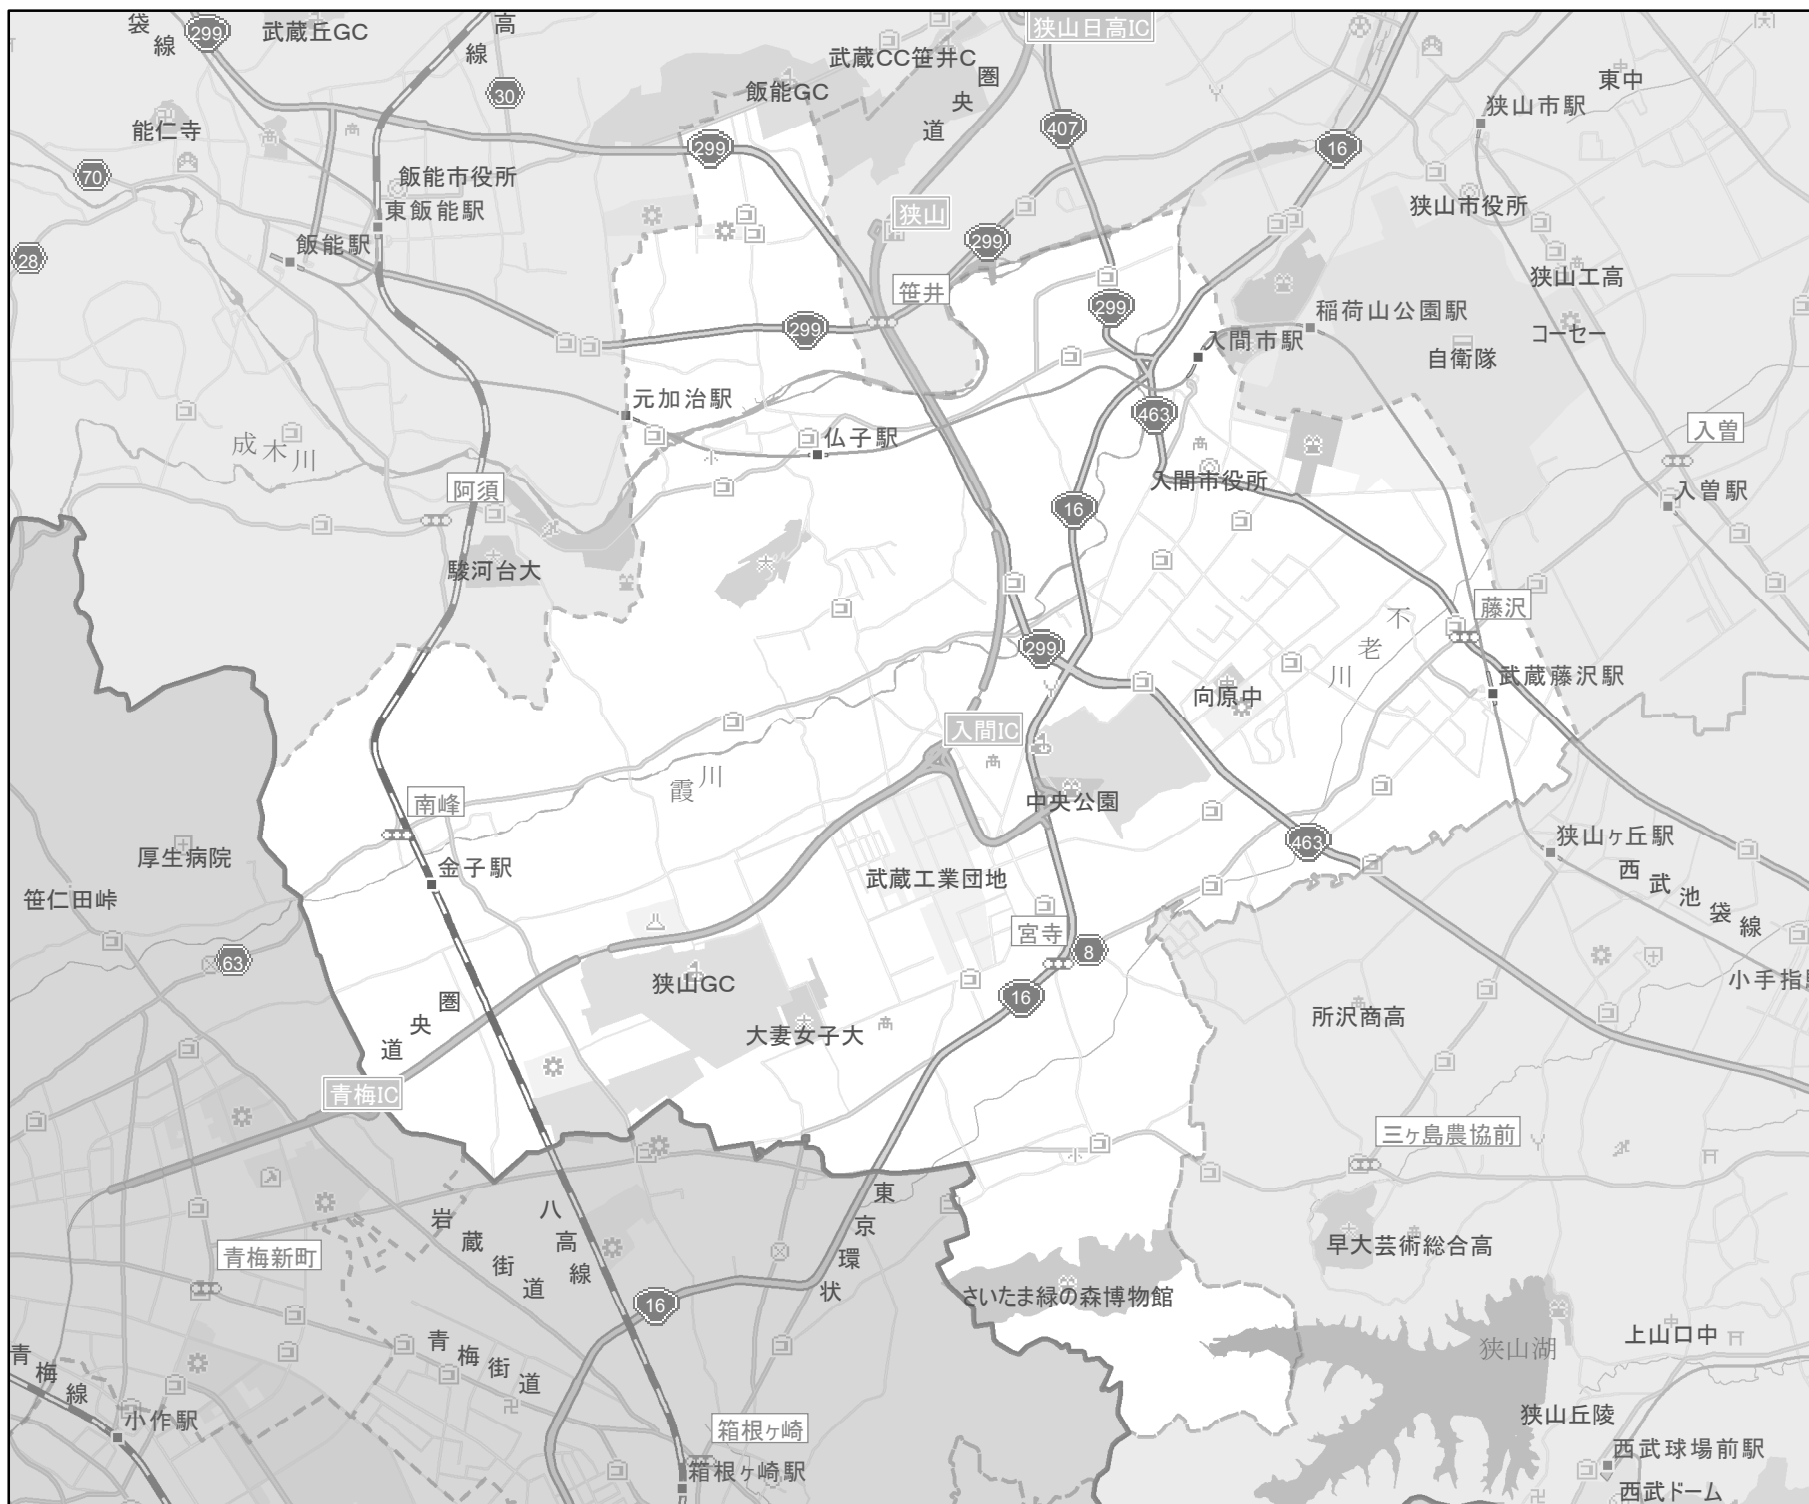 袋線
299
武蔵丘GC
高線
30
武蔵CC笹井C
飯能GC
圏央道
狭山日高IC
407
16
東中
狭山市駅
能仁寺
299
70
飯能市役所
東飯能駅
飯能駅
28
狭山
299
笹井
299
299
狭山市役所
狭山工高
稲荷山公園駅
コーセー
自衛隊
入間市駅
元加治駅
仏子駅
463
入曽
入曽駅
成木川
阿須
入間市役所
16
駿河台大
藤沢
不老川
299
武蔵藤沢駅
向原中
入間IC
霞川
南峰
中央公園
463
狭山ヶ丘駅
厚生病院
金子駅
武蔵工業団地
西武池袋線
笹仁田峠
宮寺
8
63
狭山GC
16
小手指
圏央道
大妻女子大
所沢商高
青梅IC
三ヶ島農協前
東京環状
八高線
岩蔵街道
青梅新町
早大芸術総合高
16
さいたま緑の森博物館
青梅線
青梅街道
狭山湖
上山口中
小作駅
箱根ヶ崎
狭山丘陵
箱根ヶ崎駅
西武球場前駅
西武ドーム